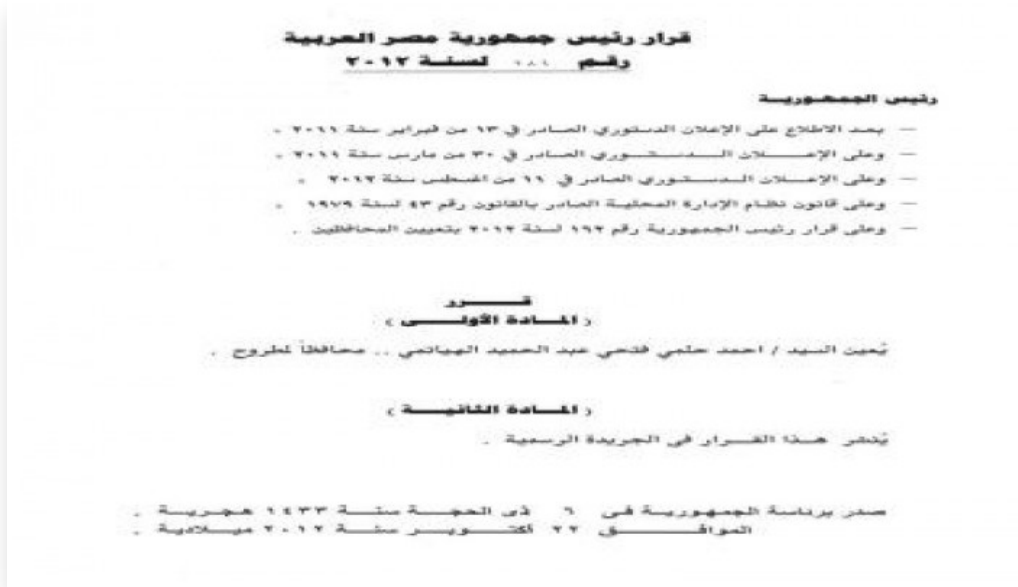 قرار رئيس جمهورية مصر العربية
رقم لسنة ٢٠١٢
رئيس الجمهورية
— بعد الاطلاع على الإعلان الدستوري الصادر في ١٣ من فبراير سنة ٢٠١١ .
— وعلى الإعلان الدستوري الصادر في ٣٠ من مارس سنة ٢٠١١ .
— وعلى الإعلان الدستوري الصادر في ١١ من اغسطس سنة ٢٠١٢ .
— وعلى قانون نظام الإدارة المحلية الصادر بالقانون رقم ٤٣ لسنة ١٩٧٩ .
— وعلى قرار رئيس الجمهورية رقم ١٩٢ لسنة ٢٠١٢ بتعيين المحافظين .
قرر
( المادة الأولى )
يُعين السيد / احمد حلمي فتحي عبد الحميد الهياتمي .. محافظاً لمطروح .
( المادة الثانية )
يُنشر هذا القرار في الجريدة الرسمية .
صدر برئاسة الجمهورية فى ٦ ذى الحجة سنة ١٤٣٣ هجرية .
الموافق ٢٢ أكتوبر سنة ٢٠١٢ ميلادية .